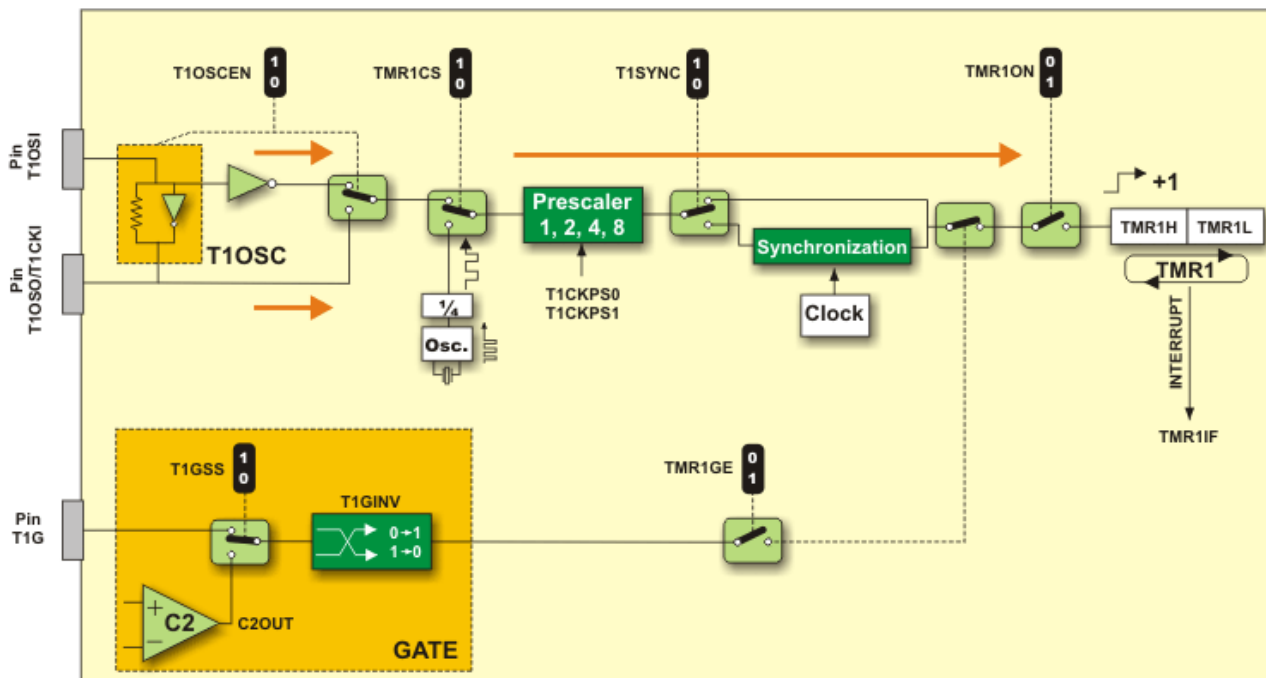 T1OSCEN
1
0
TMR1CS
1
0
T1SYNC
1
0
TMR1ON
0
1
Pin
T1OSI
T1OSC
Pin
T1OSO/T1CKI
Prescaler
1, 2, 4, 8
T1CKPS0
T1CKPS1
¼
Osc.
Synchronization
Clock
+1
TMR1H
TMR1L
TMR1
INTERRUPT
TMR1IF
Pin
T1G
T1GSS
1
0
T1GINV
0→1
1→0
+
−
C2
C2OUT
GATE
TMR1GE
0
1